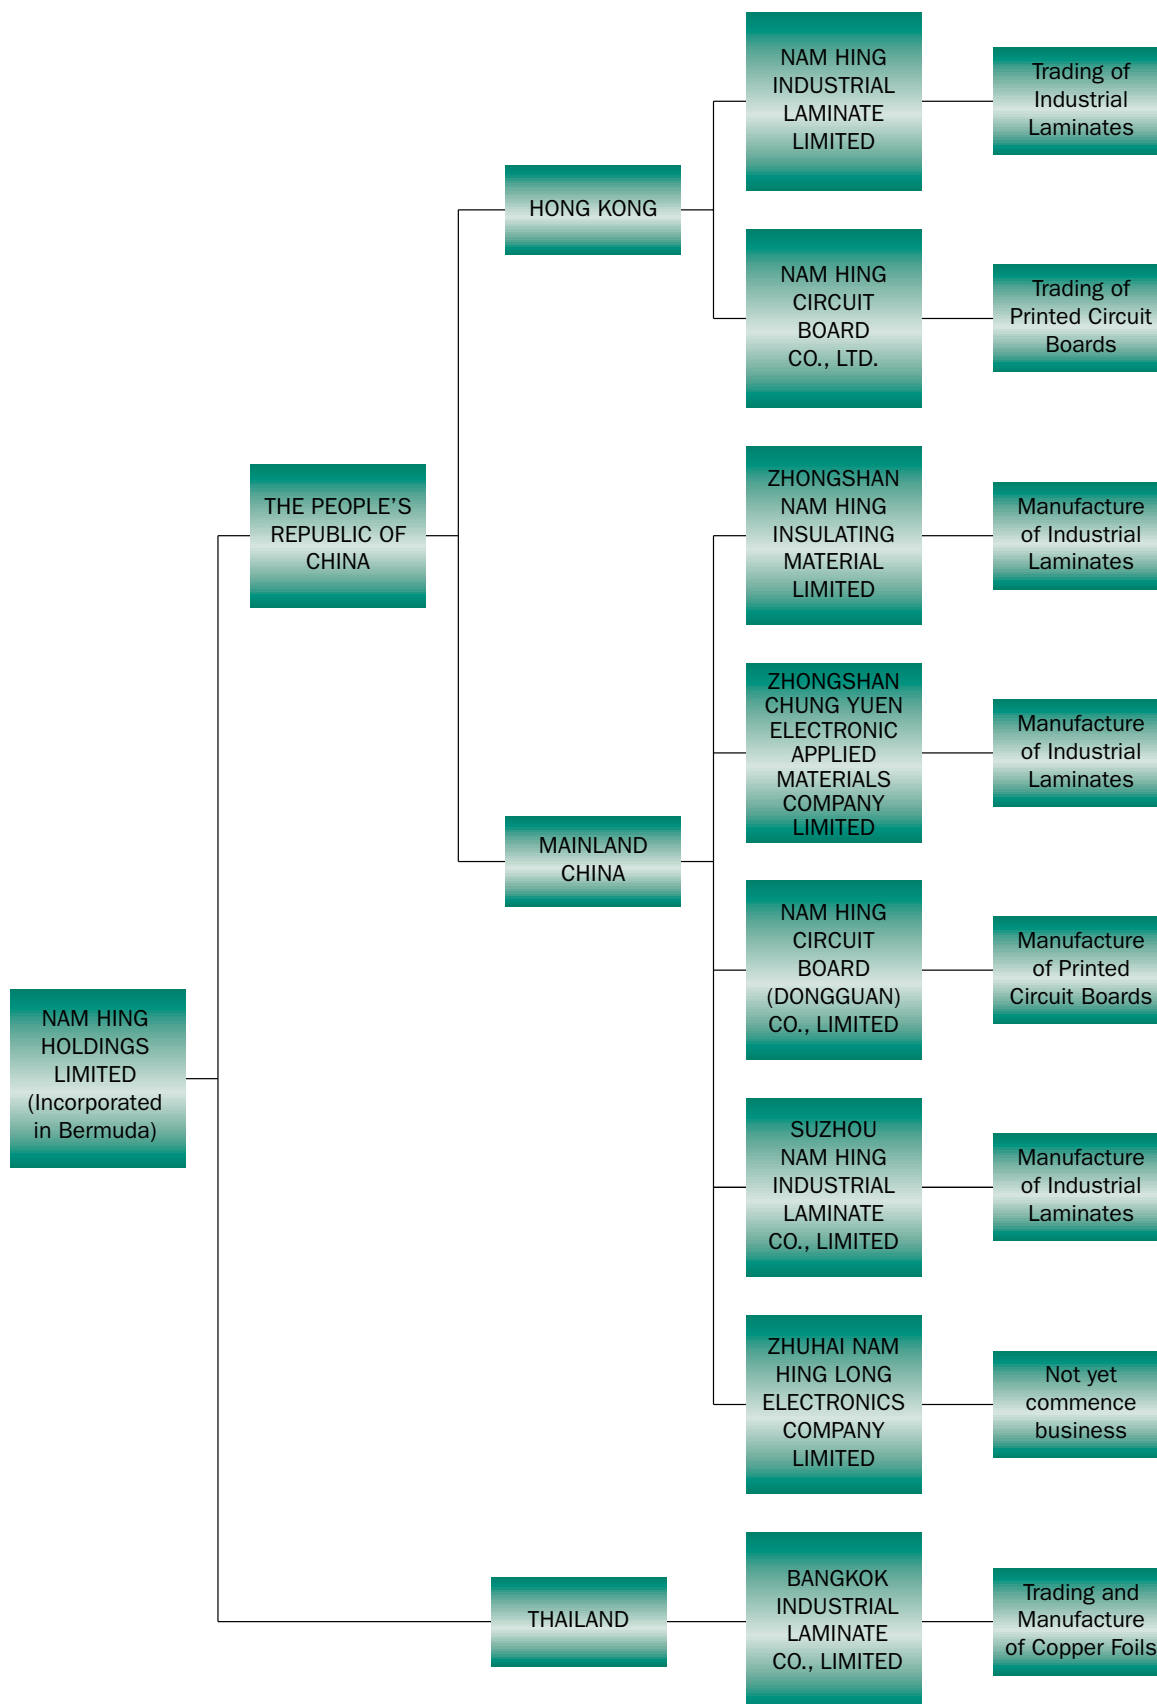 NAM HING
HOLDINGS
LIMITED
(Incorporated
in Bermuda)
THE PEOPLE'S
REPUBLIC OF
CHINA
HONG KONG
NAM HING
INDUSTRIAL
LAMINATE
LIMITED
Trading of
Industrial
Laminates
NAM HING
CIRCUIT
BOARD
CO., LTD.
Trading of
Printed Circuit
Boards
MAINLAND
CHINA
ZHONGSHAN
NAM HING
INSULATING
MATERIAL
LIMITED
Manufacture
of Industrial
Laminates
ZHONGSHAN
CHUNG YUEN
ELECTRONIC
APPLIED
MATERIALS
COMPANY
LIMITED
Manufacture
of Industrial
Laminates
NAM HING
CIRCUIT
BOARD
(DONGGUAN)
CO., LIMITED
Manufacture
of Printed
Circuit Boards
SUZHOU
NAM HING
INDUSTRIAL
LAMINATE
CO., LIMITED
Manufacture
of Industrial
Laminates
ZHUHAI NAM
HING LONG
ELECTRONICS
COMPANY
LIMITED
Not yet
commence
business
THAILAND
BANGKOK
INDUSTRIAL
LAMINATE
CO., LIMITED
Trading and
Manufacture
of Copper Foils